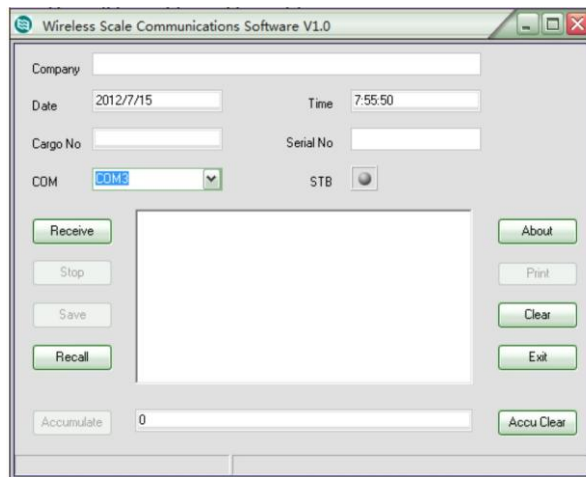 Wireless Scale Communications Software V1.0
Company
Date 2012/7/15 Time 7:55:50
Cargo No Serial No
COM COM3 STB
Receive About
Stop Print
Save Clear
Recall Exit
Accumulate 0 Accu Clear